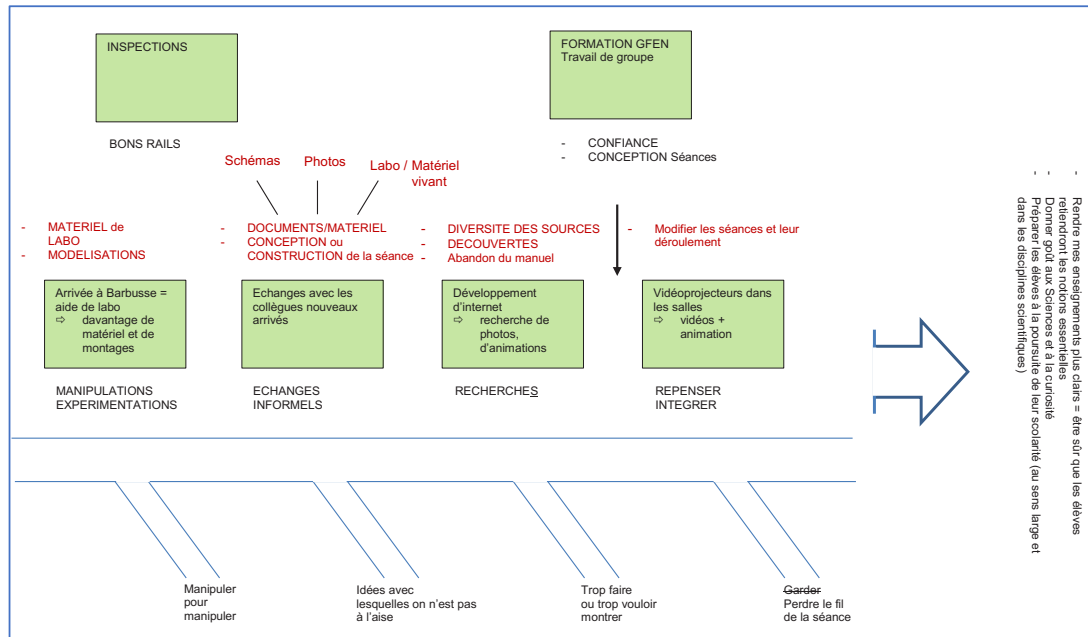 INSPECTIONS
FORMATION GFEN
Travail de groupe
BONS RAILS
- CONFIANCE
- CONCEPTION Séances
Schémas
Photos
Labo / Matériel
vivant
- MATERIEL de
LABO
- MODELISATIONS
- DOCUMENTS/MATERIEL
- CONCEPTION ou
CONSTRUCTION de la séance
- DIVERSITE DES SOURCES
- DECOUVERTES
- Abandon du manuel
- Modifier les séances et leur
déroulement
Arrivée à Barbusse =
aide de labo
⇨ davantage de
matériel et de
montages
Echanges avec les
collègues nouveaux
arrivés
Développement
d'internet
⇨ recherche de
photos,
d'animations
Vidéoprojecteurs dans
les salles
⇨ vidéos +
animation
MANIPULATIONS
EXPERIMENTATIONS
ECHANGES
INFORMELS
RECHERCHES
REPENSER
INTEGRER
- Rendre mes enseignements plus clairs = être sûr que les élèves
retiendront les notions essentielles
- Donner goût aux Sciences et à la curiosité
- Préparer les élèves à la poursuite de leur scolarité (au sens large et
dans les disciplines scientifiques)
Manipuler
pour
manipuler
Idées avec
lesquelles on n'est pas
à l'aise
Trop faire
ou trop vouloir
montrer
Garder
Perdre le fil
de la séance